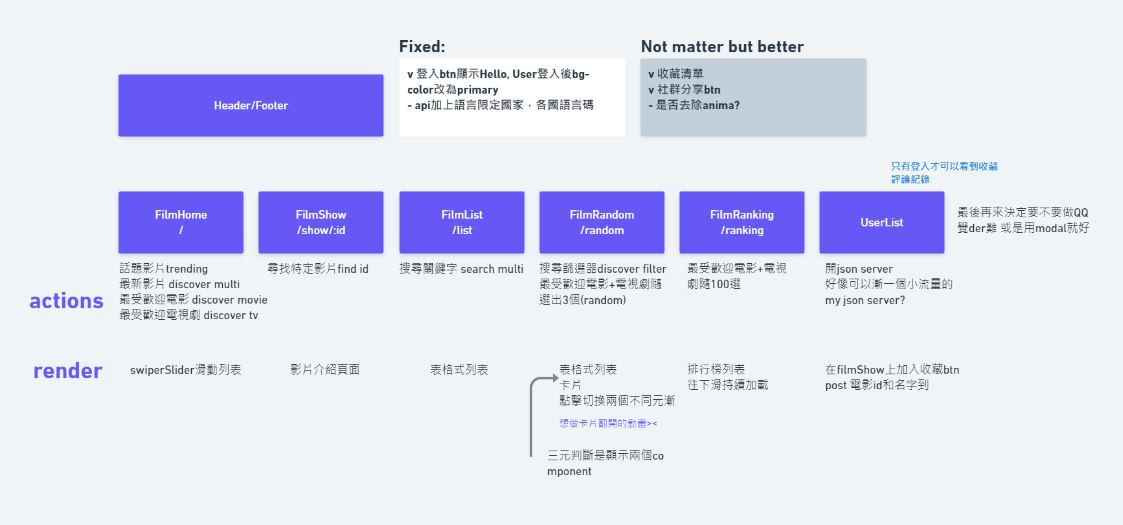 Fixed:
Not matter but better
Header/Footer
v 登入btn顯示Hello, User登入後bg-
color改為primary
- api加上語言限定國家，各國語言碼
v 收藏清單
v 社群分享btn
- 是否去除anima?
只有登入才可以看到收藏
評論紀錄
FilmHome
/
FilmShow
/show/:id
FilmList
/list
FilmRandom
/random
FilmRanking
/ranking
UserList
最後再來決定要不要做QQ
覺der難 或是用modal就好
actions
話題影片trending
最新影片 discover multi
最受歡迎電影 discover movie
最受歡迎電視劇 discover tv
尋找特定影片find id
搜尋關鍵字 search multi
搜尋篩選器discover filter
最受歡迎電影+電視劇隨
選出3個(random)
最受歡迎電影+電視
劇隨100選
開json server
好像可以漸一個小流量的
my json server?
render
swiperSlider滑動列表
影片介紹頁面
表格式列表
表格式列表
卡片
點擊切換兩個不同元漸
想做卡片翻開的動畫><
三元判斷是顯示兩個co
mponent
排行榜列表
往下滑持續加載
在filmShow上加入收藏btn
post 電影id和名字到